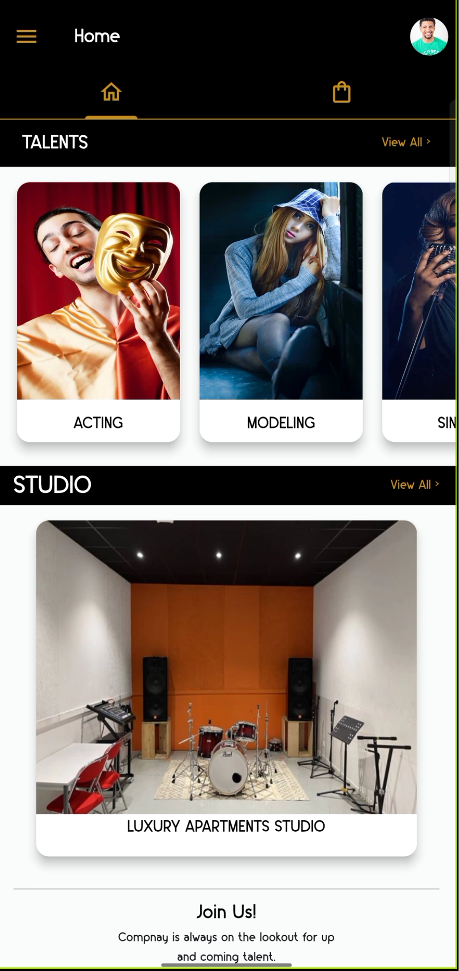 Home
TALENTS
View All >
ACTING
MODELING
SIN
STUDIO
View All >
LUXURY APARTMENTS STUDIO
Join Us!
Compnay is always on the lookout for up
and coming talent.